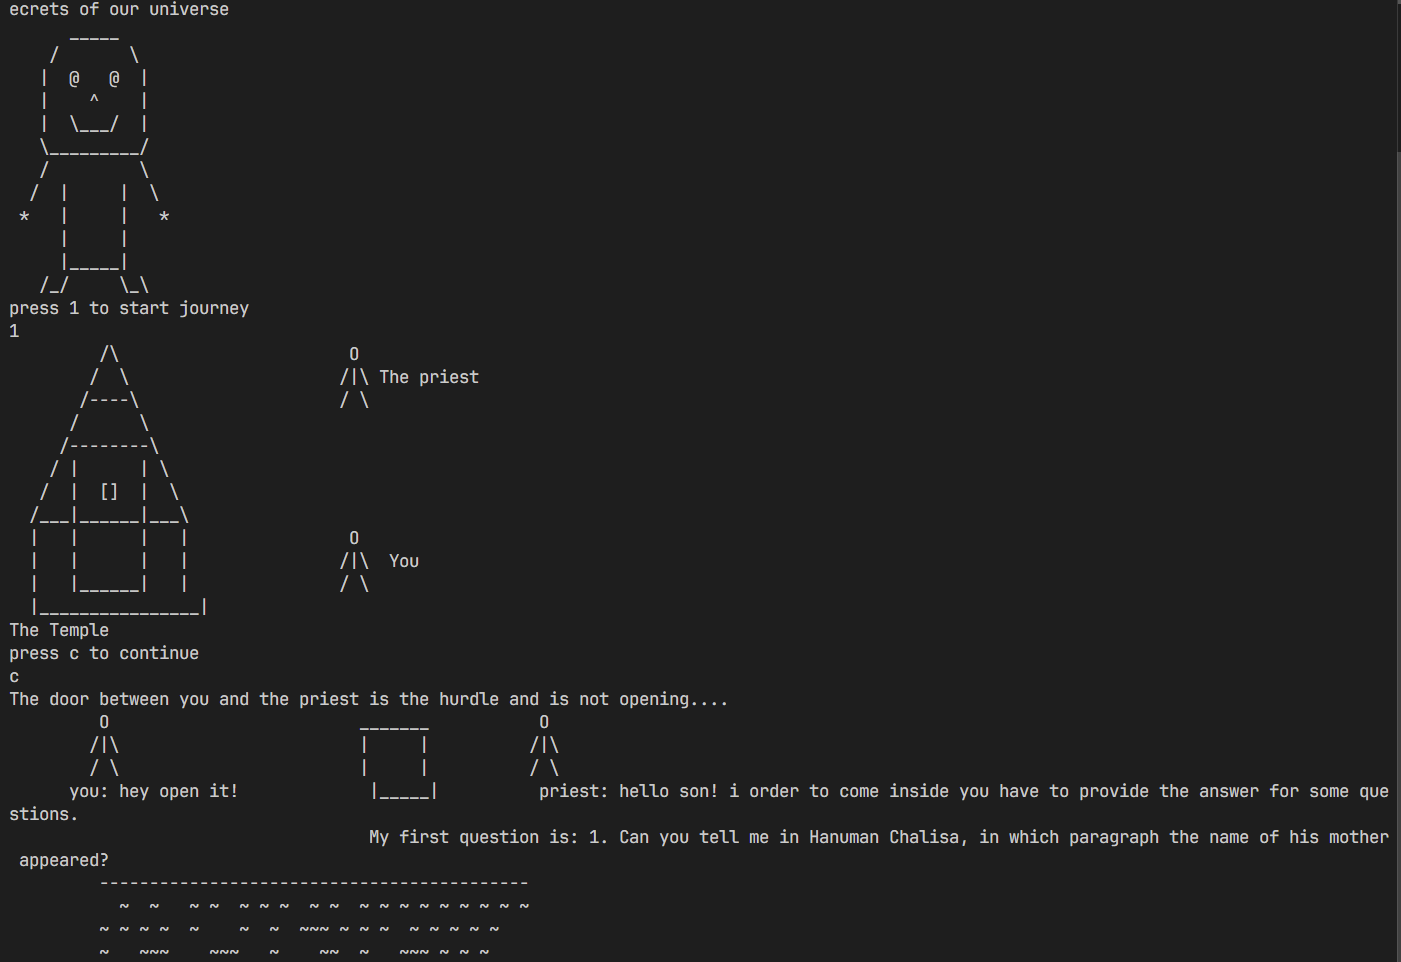 ecrets of our universe
press 1 to start journey
1
The priest
[]
You
The Temple
press c to continue
c
The door between you and the priest is the hurdle and is not opening....
you: hey open it! priest: hello son! i order to come inside you have to provide the answer for some que
stions.
My first question is: 1. Can you tell me in Hanuman Chalisa, in which paragraph the name of his mother
appeared?